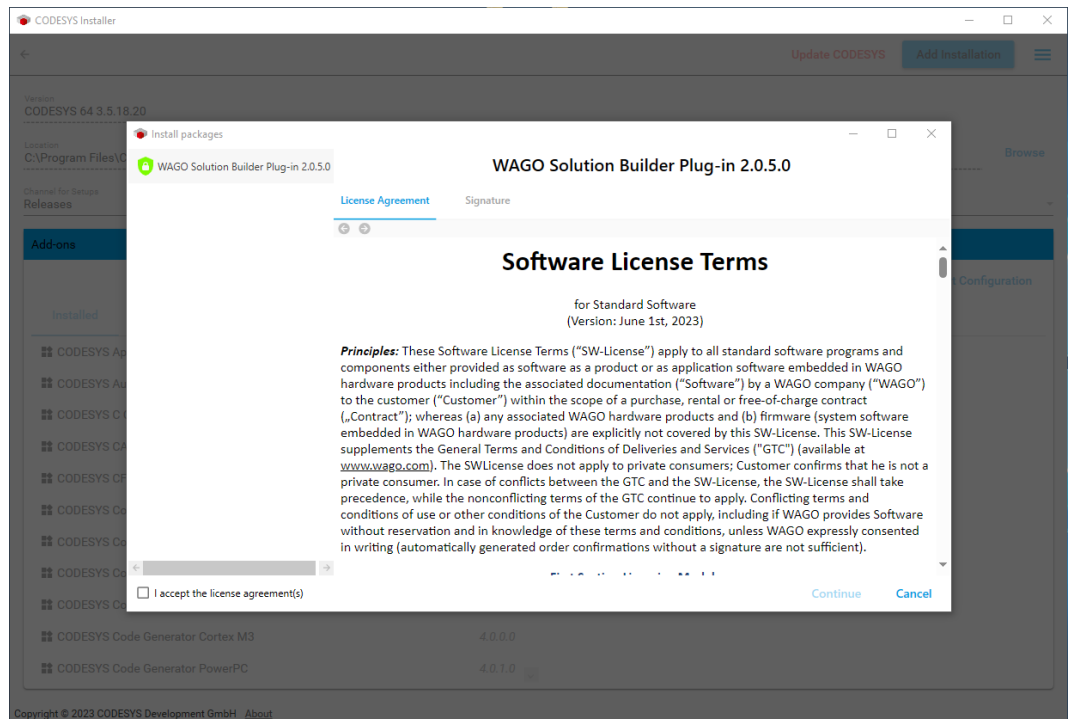 CODESYS Installer
Update CODESYS
Add Installation
Version
CODESYS 64 3.5.18.20
Location
C:\Program Files\C
Browse
Channel for Setups
Releases
Add-ons
t Configuration
Installed
CODESYS Ap
CODESYS Au
CODESYS C
CODESYS CA
CODESYS CF
CODESYS Co
CODESYS Co
CODESYS Co
CODESYS Co
CODESYS Code Generator Cortex M3 4.0.0.0
CODESYS Code Generator PowerPC 4.0.1.0
Copyright © 2023 CODESYS Development GmbH About
Install packages
WAGO Solution Builder Plug-in 2.0.5.0
WAGO Solution Builder Plug-in 2.0.5.0
License Agreement Signature
Software License Terms
for Standard Software
(Version: June 1st, 2023)
Principles: These Software License Terms (“SW-License”) apply to all standard software programs and
components either provided as software as a product or as application software embedded in WAGO
hardware products including the associated documentation (“Software”) by a WAGO company (“WAGO”)
to the customer (“Customer”) within the scope of a purchase, rental or free-of-charge contract
(„Contract”); whereas (a) any associated WAGO hardware products and (b) firmware (system software
embedded in WAGO hardware products) are explicitly not covered by this SW-License. This SW-License
supplements the General Terms and Conditions of Deliveries and Services ("GTC") (available at
www.wago.com). The SWLicense does not apply to private consumers; Customer confirms that he is not a
private consumer. In case of conflicts between the GTC and the SW-License, the SW-License shall take
precedence, while the nonconflicting terms of the GTC continue to apply. Conflicting terms and
conditions of use or other conditions of the Customer do not apply, including if WAGO provides Software
without reservation and in knowledge of these terms and conditions, unless WAGO expressly consented
in writing (automatically generated order confirmations without a signature are not sufficient).
I accept the license agreement(s)
Continue Cancel